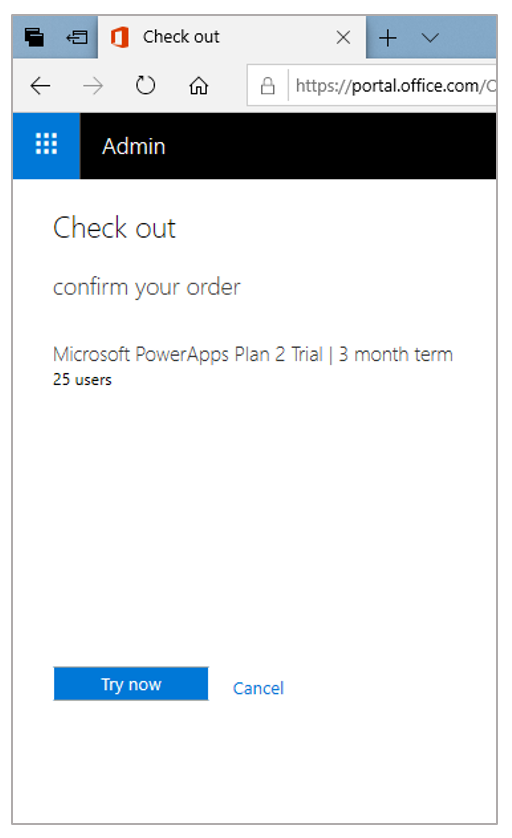 Check out
https://portal.office.com/C
Admin
Check out
confirm your order
Microsoft PowerApps Plan 2 Trial | 3 month term
25 users
Try now
Cancel